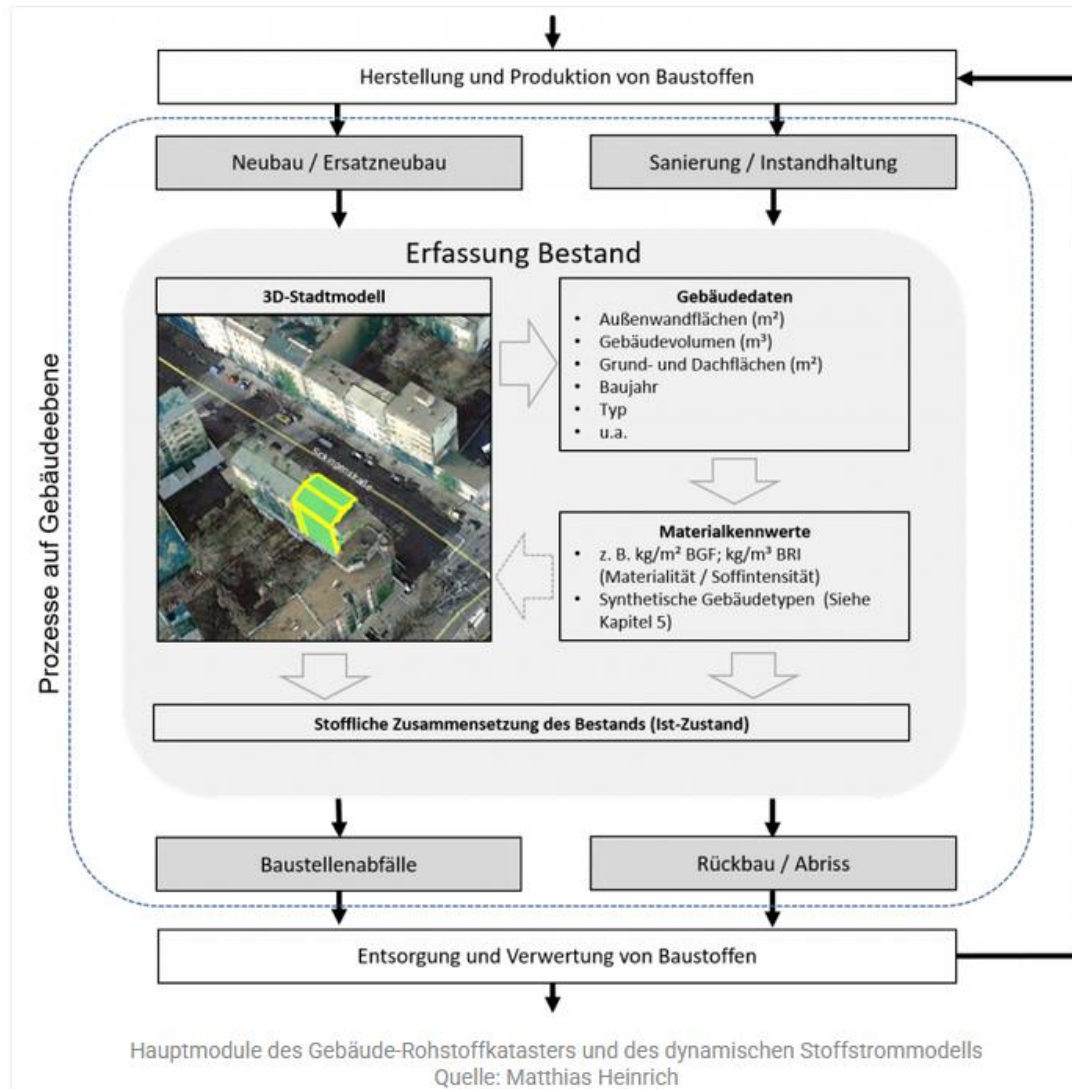 Herstellung und Produktion von Baustoffen
Neubau / Ersatzneubau
Sanierung / Instandhaltung
Prozesse auf Gebäudeebene
Erfassung Bestand
3D-Stadtmodell
Sickingenstraße
Gebäudedaten
• Außenwandflächen (m²)
• Gebäudevolumen (m³)
• Grund- und Dachflächen (m²)
• Baujahr
• Typ
• u.a.
Materialkennwerte
• z. B. kg/m² BGF; kg/m³ BRI
(Materialität / Soffintensität)
• Synthetische Gebäudetypen (Siehe
Kapitel 5)
Stoffliche Zusammensetzung des Bestands (Ist-Zustand)
Baustellenabfälle
Rückbau / Abriss
Entsorgung und Verwertung von Baustoffen
Hauptmodule des Gebäude-Rohstoffkatasters und des dynamischen Stoffstrommodells
Quelle: Matthias Heinrich